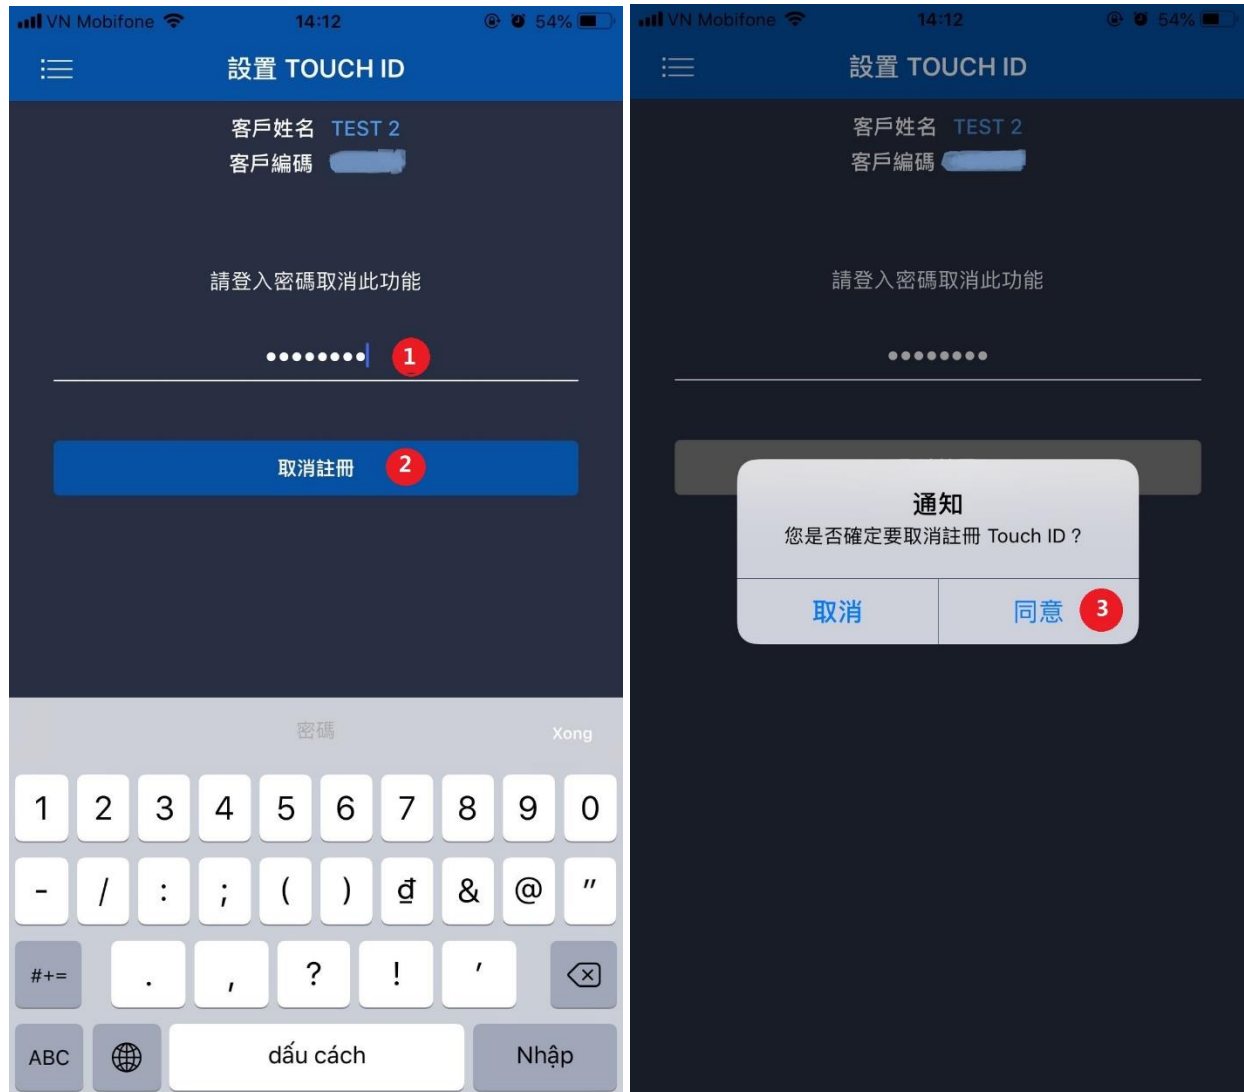 VN Mobifone 14:12 54%
設置 TOUCH ID
客戶姓名 TEST 2
客戶編碼
請登入密碼取消此功能
•••••••• 1
取消註冊 2
密碼 Xong
1 2 3 4 5 6 7 8 9 0
- / : ; ( ) ₫ & @ "
#+= . , ? ! '
ABC dấu cách Nhập
VN Mobifone 14:12 54%
設置 TOUCH ID
客戶姓名 TEST 2
客戶編碼
請登入密碼取消此功能
••••••••
通知
您是否確定要取消註冊 Touch ID ?
取消 同意 3